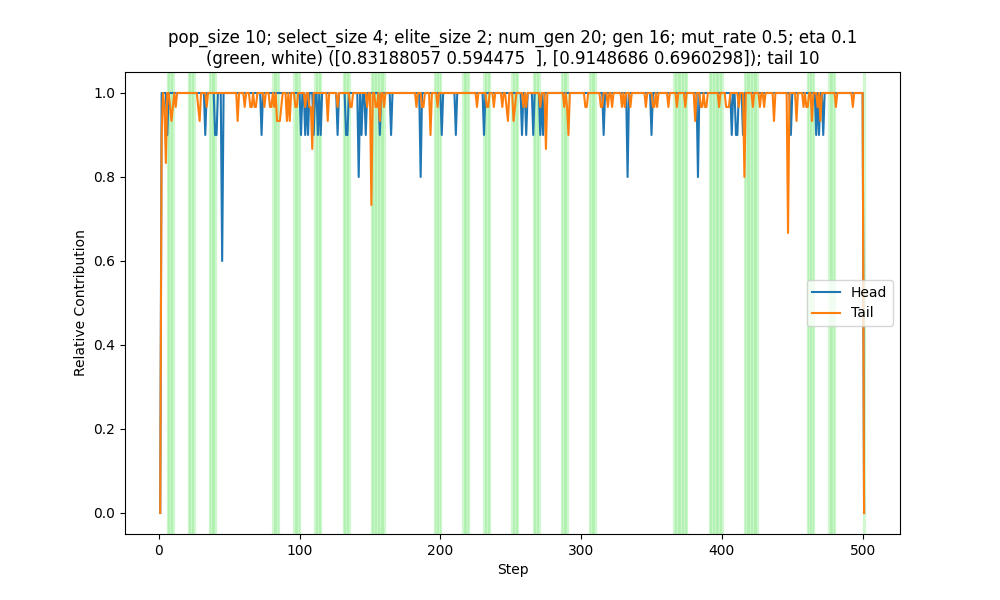 pop_size 10; select_size 4; elite_size 2; num_gen 20; gen 16; mut_rate 0.5; eta 0.1
(green, white) ([0.83188057 0.594475  ], [0.9148686 0.6960298]); tail 10
1.0
0.8
0.6
0.4
0.2
0.0
Relative Contribution
Head
Tail
0 100 200 300 400 500
Step